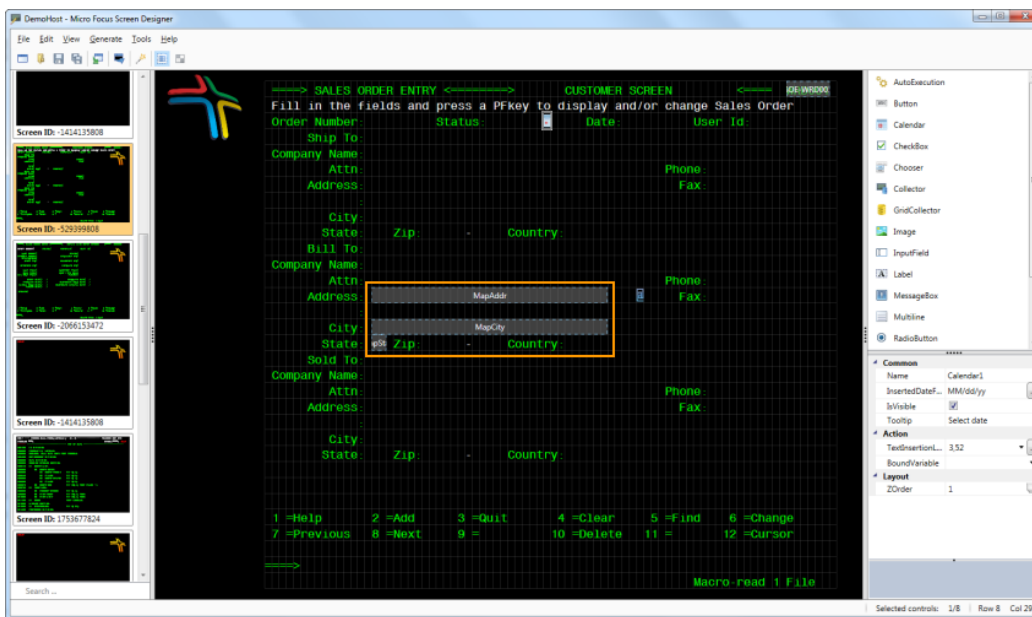 DemoHost - Micro Focus Screen Designer
File Edit View Generate Tools Help
Screen ID: -1414135808
Screen ID: -529399808
Screen ID: -2066153472
Screen ID: -1414135808
Screen ID: 1753677824
Search ...
====> SALES ORDER ENTRY <========> CUSTOMER SCREEN <====
Fill in the fields and press a PFkey to display and/or change Sales Order
Order Number: Status: Date: User Id:
Ship To:
Company Name:
Attn: Phone:
Address: Fax:
:
City:
State: Zip: - Country:
Bill To:
Company Name:
Attn: Phone:
Address: MapAddr Fax:
:
City: MapCity
State: Zip: - Country:
Sold To:
Company Name:
Attn: Phone:
Address: Fax:
:
City:
State: Zip: - Country:
1 =Help 2 =Add 3 =Quit 4 =Clear 5 =Find 6 =Change
7 =Previous 8 =Next 9 = 10 =Delete 11 = 12 =Cursor
====>
Macro-read 1 File
AutoExecution
Button
Calendar
CheckBox
Chooser
Collector
GridCollector
Image
InputField
Label
MessageBox
Multiline
RadioButton
Common
Name Calendar1
InsertedDateF... MM/dd/yy
IsVisible
Tooltip Select date
Action
TextInsertionL... 3,52
BoundVariable
Layout
ZOrder 1
Selected controls: 1/8 Row 8 Col 29